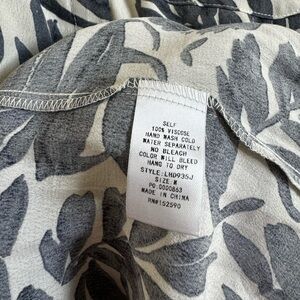 SELF
100% VISCOSE
HAND WASH COLD
WATER SEPARATELY
NO BLEACH
COLOR WILL BLEED
HANG TO DRY
STYLE:LHD935J
SIZE:M
PO:0000863
MADE IN CHINA
RN#152590